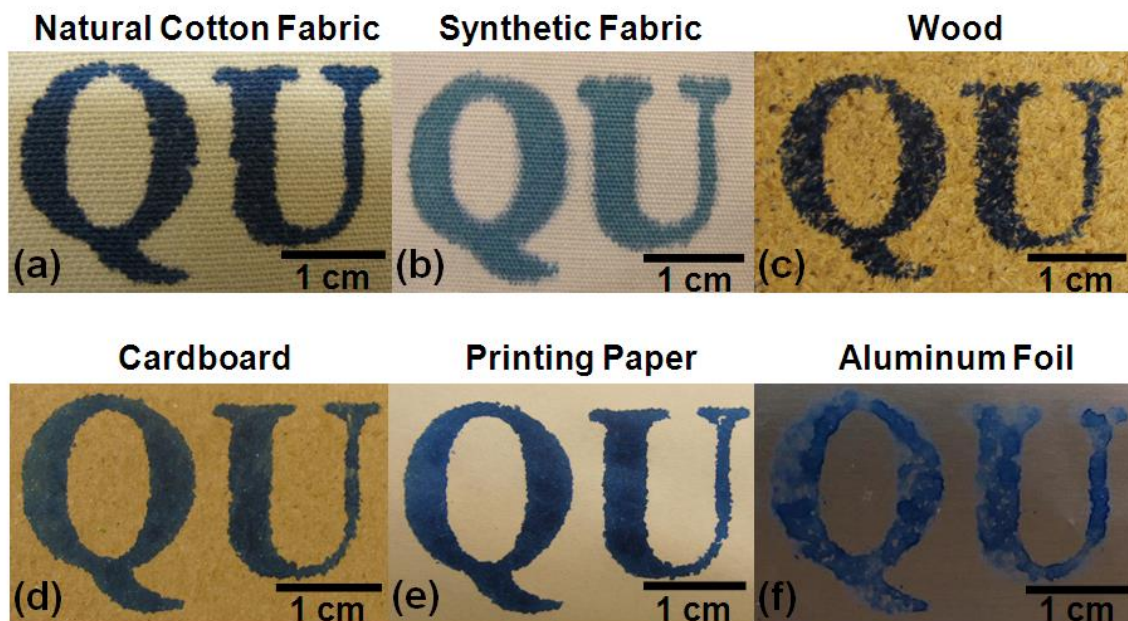 Natural Cotton Fabric
Synthetic Fabric
Wood
QU
QU
QU
(a)
1 cm
(b)
1 cm
(c)
1 cm
Cardboard
Printing Paper
Aluminum Foil
QU
QU
QU
(d)
1 cm
(e)
1 cm
(f)
1 cm